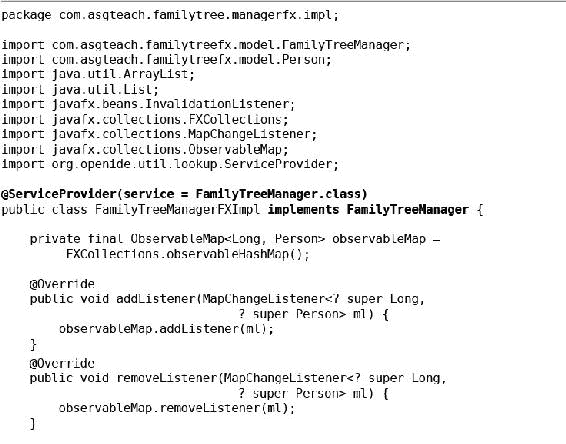 package com.asgteach.familytree.managerfx.impl;
import com.asgteach.familytreefx.model.FamilyTreeManager;
import com.asgteach.familytreefx.model.Person;
import java.util.ArrayList;
import java.util.List;
import javafx.beans.InvalidationListener;
import javafx.collections.FXCollections;
import javafx.collections.MapChangeListener;
import javafx.collections.ObservableMap;
import org.openide.util.lookup.ServiceProvider;
@ServiceProvider(service = FamilyTreeManager.class)
public class FamilyTreeManagerFXImpl implements FamilyTreeManager {
private final ObservableMap<Long, Person> observableMap =
FXCollections.observableHashMap();
@Override
public void addListener(MapChangeListener<? super Long,
? super Person> ml) {
observableMap.addListener(ml);
}
@Override
public void removeListener(MapChangeListener<? super Long,
? super Person> ml) {
observableMap.removeListener(ml);
}